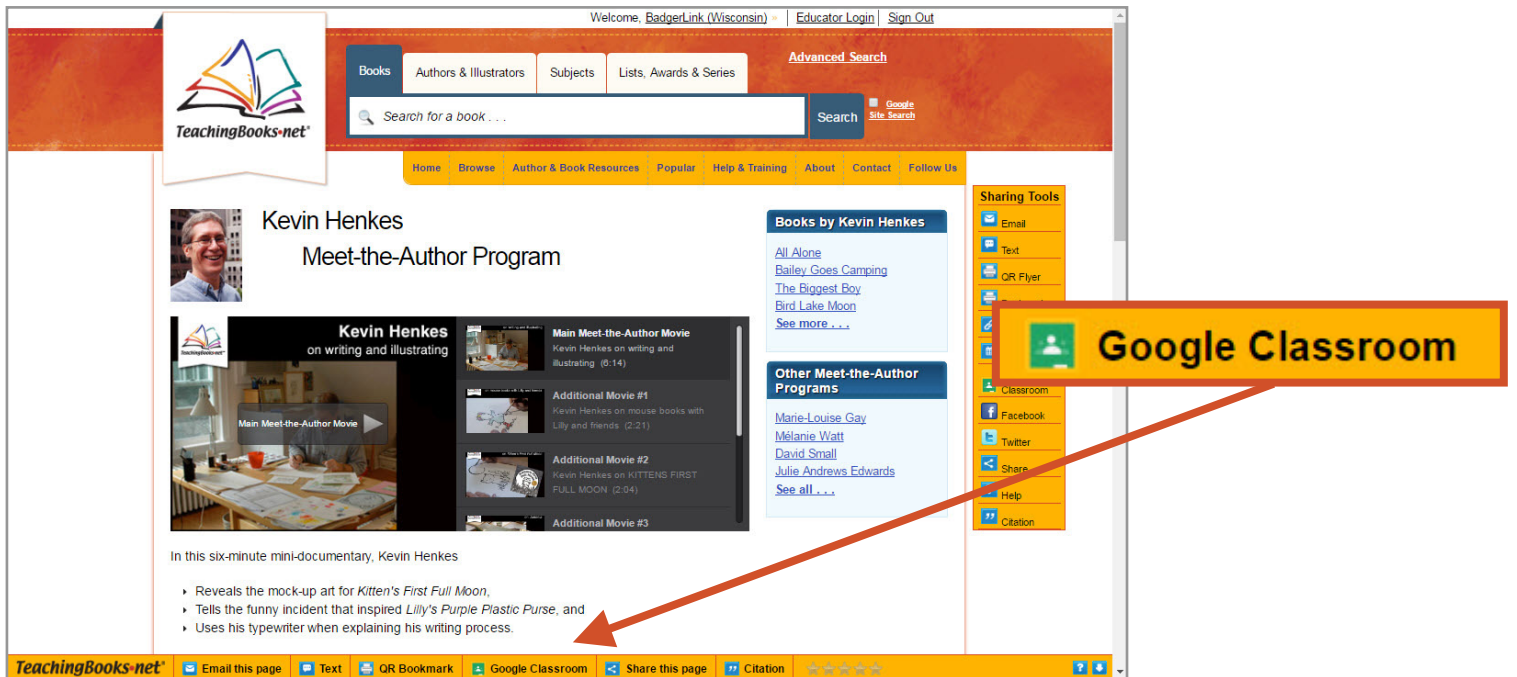 Welcome, BadgerLink (Wisconsin) » | Educator Login | Sign Out
TeachingBooks•net
Books
Authors & Illustrators
Subjects
Lists, Awards & Series
Advanced Search
Search for a book . . .
Search
Google
Site Search
Home
Browse
Author & Book Resources
Popular
Help & Training
About
Contact
Follow Us
Kevin Henkes
Meet-the-Author Program
Kevin Henkes
on writing and illustrating
Main Meet-the-Author Movie
Main Meet-the-Author Movie
Kevin Henkes on writing and
illustrating (6:14)
Additional Movie #1
Kevin Henkes on mouse books with
Lilly and friends (2:21)
Additional Movie #2
Kevin Henkes on KITTENS FIRST
FULL MOON (2:04)
Additional Movie #3
In this six-minute mini-documentary, Kevin Henkes
Reveals the mock-up art for Kitten's First Full Moon,
Tells the funny incident that inspired Lilly's Purple Plastic Purse, and
Uses his typewriter when explaining his writing process.
Books by Kevin Henkes
All Alone
Bailey Goes Camping
The Biggest Boy
Bird Lake Moon
See more . . .
Other Meet-the-Author
Programs
Marie-Louise Gay
Mélanie Watt
David Small
Julie Andrews Edwards
See all . . .
Sharing Tools
Email
Text
QR Flyer
Google Classroom
Classroom
Facebook
Twitter
Share
Help
Citation
TeachingBooks•net
Email this page
Text
QR Bookmark
Google Classroom
Share this page
Citation